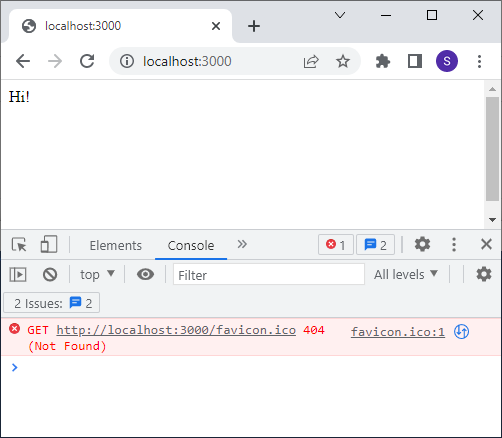 localhost:3000
localhost:3000
S
Hi!
Elements Console 1 2
top Filter All levels
2 Issues: 2
GET http://localhost:3000/favicon.ico 404 favicon.ico:1
(Not Found)